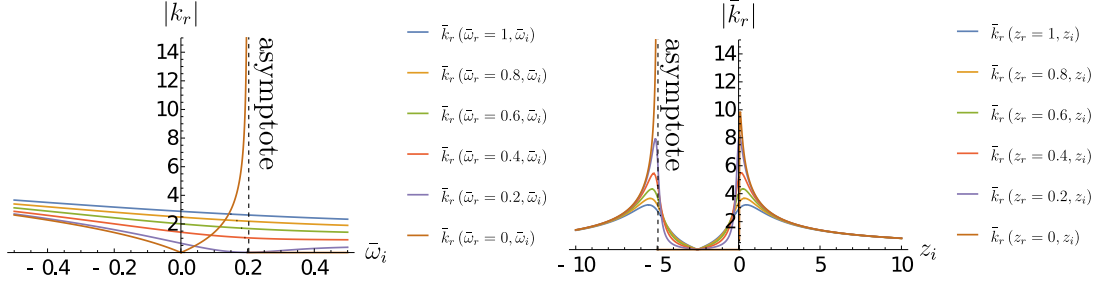 |k_r|
14
12
10
8
6
4
2
- 0.4
- 0.2
0.0
0.2
0.4
ω̄_i
asymptote
k̄_r (ω̄_r = 1, ω̄_i)
k̄_r (ω̄_r = 0.8, ω̄_i)
k̄_r (ω̄_r = 0.6, ω̄_i)
k̄_r (ω̄_r = 0.4, ω̄_i)
k̄_r (ω̄_r = 0.2, ω̄_i)
k̄_r (ω̄_r = 0, ω̄_i)
|k̄_r|
14
12
10
8
6
4
2
- 10
- 5
0
5
10
z_i
asymptote
k̄_r (z_r = 1, z_i)
k̄_r (z_r = 0.8, z_i)
k̄_r (z_r = 0.6, z_i)
k̄_r (z_r = 0.4, z_i)
k̄_r (z_r = 0.2, z_i)
k̄_r (z_r = 0, z_i)